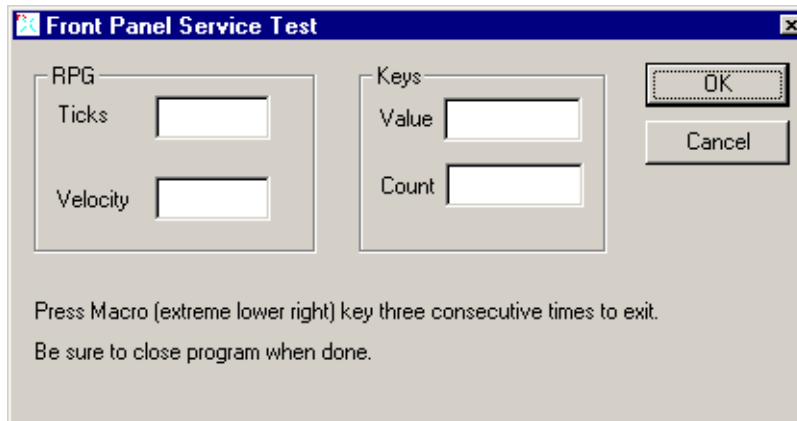 Front Panel Service Test
RPG
Ticks
Velocity
Keys
Value
Count
OK
Cancel
Press Macro (extreme lower right) key three consecutive times to exit.
Be sure to close program when done.